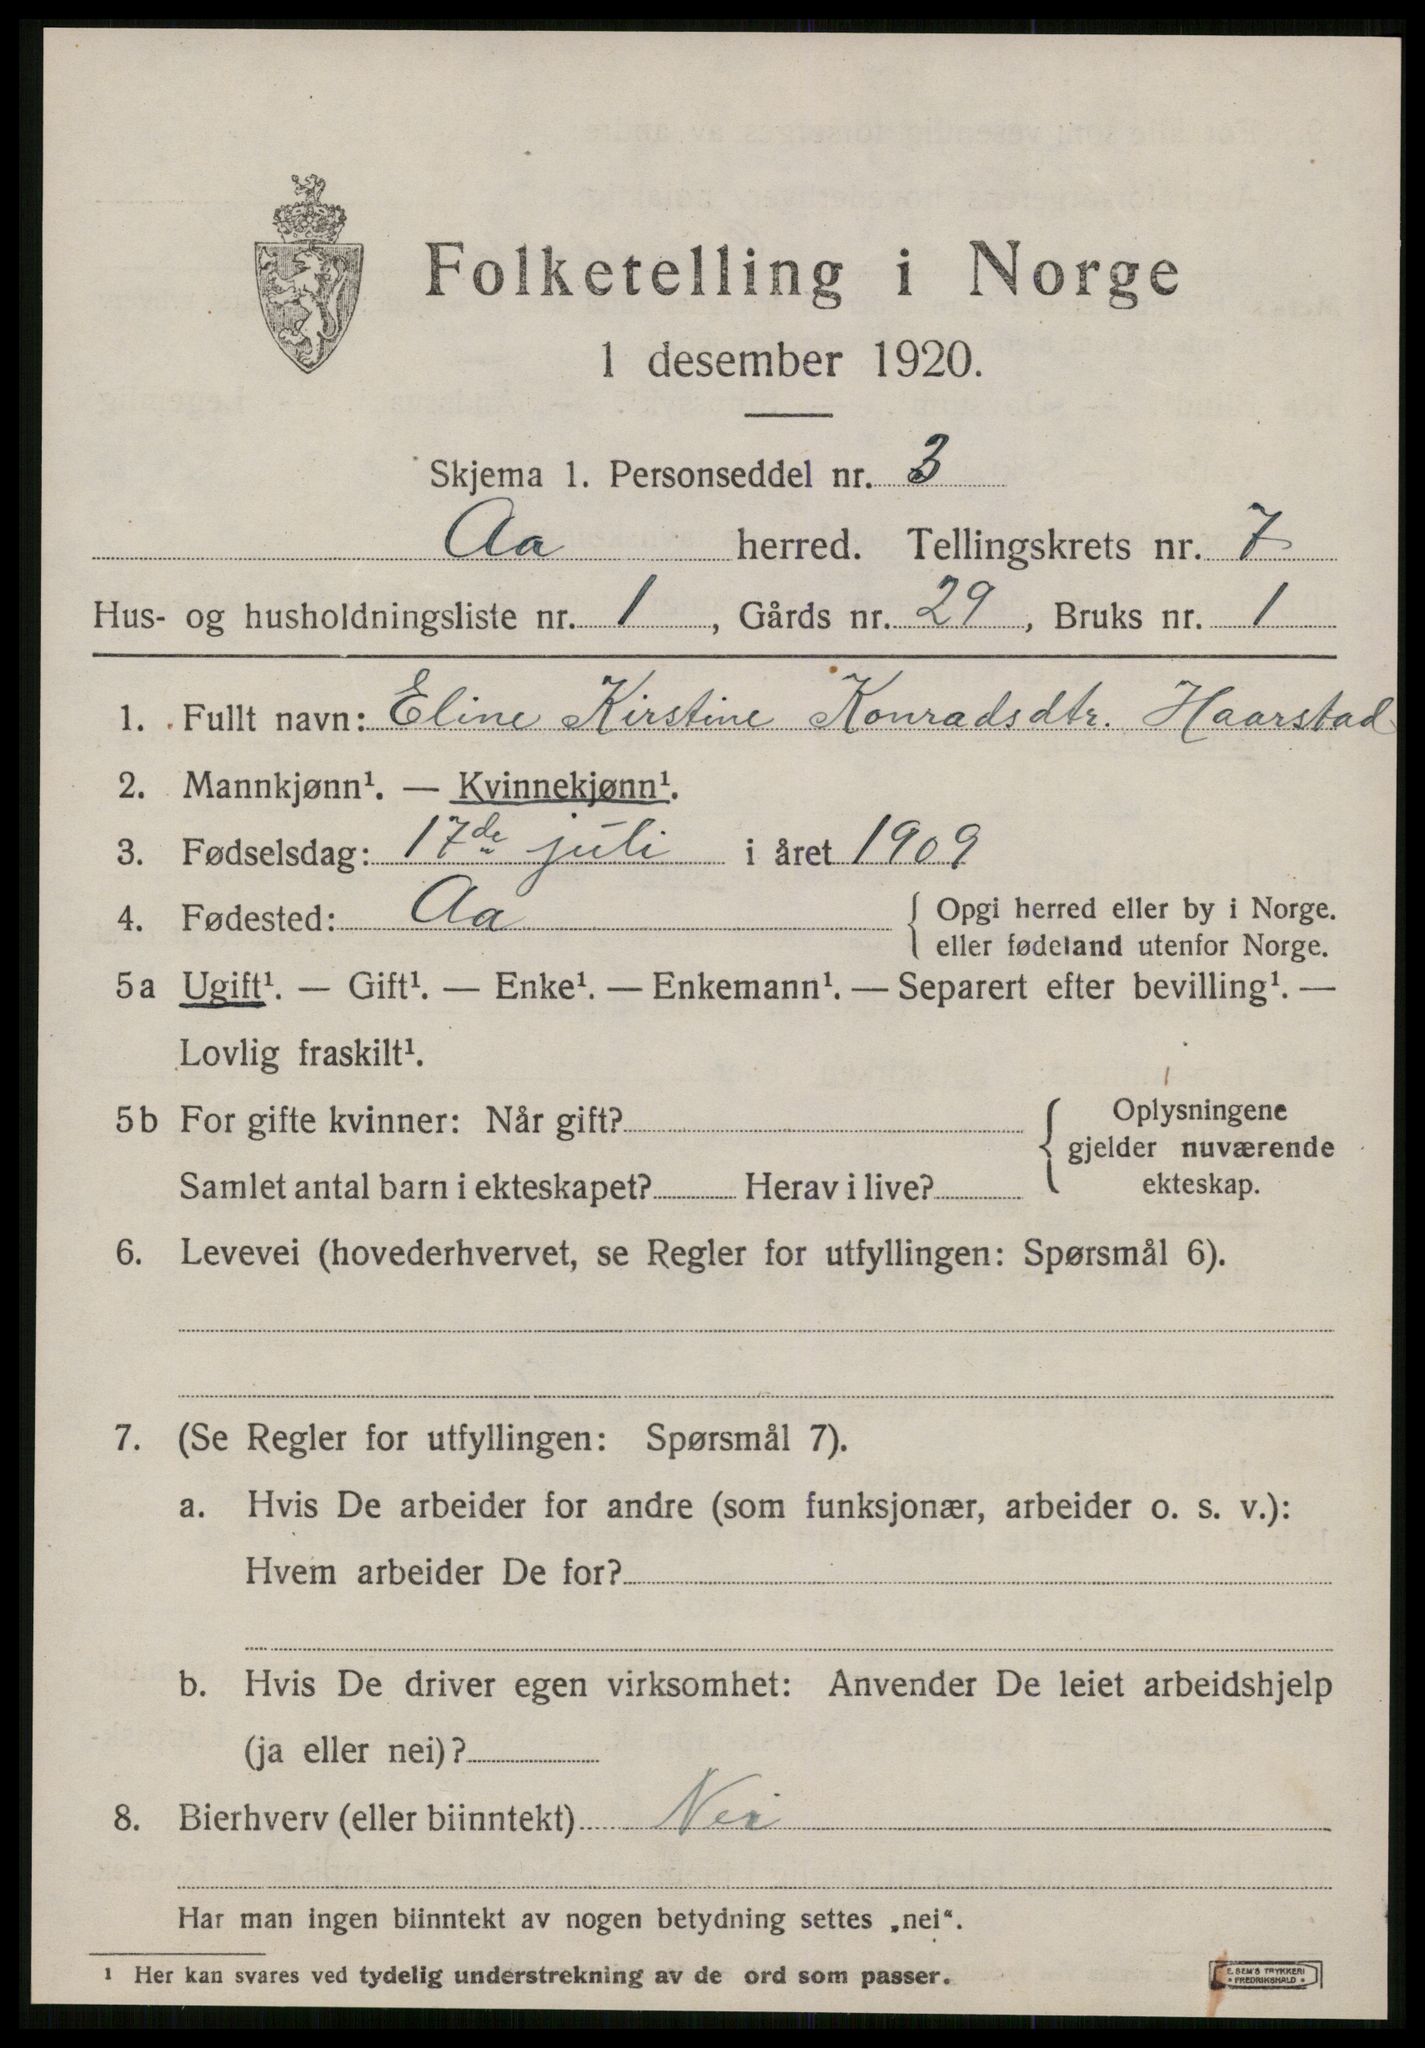 Folketelling i Norge
1 desember 1920.
Skjema 1. Personseddel nr. 3
Aa herred. Tellingskrets nr. 7
Hus- og husholdningsliste nr. 1, Gårds nr. 29, Bruks nr. 1
1. Fullt navn: Eline Kirstine Konradsdtr. Haarstad
2. Mannkjønn¹. — Kvinnekjønn¹.
3. Fødselsdag: 17de juli i året 1909
4. Fødested: Aa { Opgi herred eller by i Norge.
eller fødeland utenfor Norge.
5a Ugift¹. — Gift¹. — Enke¹. — Enkemann¹. — Separert efter bevilling¹. —
Lovlig fraskilt¹.
5b For gifte kvinner: Når gift?
Samlet antal barn i ekteskapet? Herav i live?
{ Oplysningene
gjelder nuværende
ekteskap.
6. Levevei (hovederhvervet, se Regler for utfyllingen: Spørsmål 6).
7. (Se Regler for utfyllingen: Spørsmål 7).
a. Hvis De arbeider for andre (som funksjonær, arbeider o. s. v.):
Hvem arbeider De for?
b. Hvis De driver egen virksomhet: Anvender De leiet arbeidshjelp
(ja eller nei)?
8. Bierhverv (eller biinntekt) Nei
Har man ingen biinntekt av nogen betydning settes „nei“.
¹ Her kan svares ved tydelig understrekning av de ord som passer.
E. SEM'S TRYKKERI
• FREDRIKSHALD •